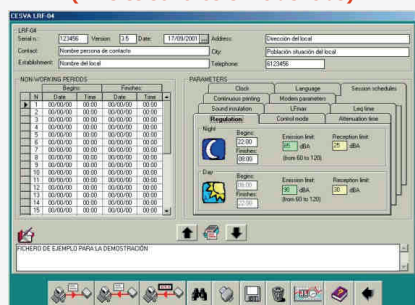 CESVA LRF-04
LRF-04
Serial n.: 123456 Version: 3.5 Date: 17/09/2001 ... Address: Dirección del local
Contact: Nombre persona de contacto City: Población situación del local
Establishment: Nombre del local Telephone: 6123456
NON-WORKING PERIODS
Begins: Finishes:
N Date Time Date Time
1 00/00/00 00:00 00/00/00 00:00
2 00/00/00 00:00 00/00/00 00:00
3 00/00/00 00:00 00/00/00 00:00
4 00/00/00 00:00 00/00/00 00:00
5 00/00/00 00:00 00/00/00 00:00
6 00/00/00 00:00 00/00/00 00:00
7 00/00/00 00:00 00/00/00 00:00
8 00/00/00 00:00 00/00/00 00:00
9 00/00/00 00:00 00/00/00 00:00
10 00/00/00 00:00 00/00/00 00:00
11 00/00/00 00:00 00/00/00 00:00
12 00/00/00 00:00 00/00/00 00:00
13 00/00/00 00:00 00/00/00 00:00
14 00/00/00 00:00 00/00/00 00:00
15 00/00/00 00:00 00/00/00 00:00
PARAMETERS
Clock Language Session schedules
Continuous printing Modem parameters
Sound insulation LFmax Leq time
Regulation Control mode Attenuation time
Night
Begins: Emission limit: Reception limit:
22:00 85 dBA 25 dBA
Finishes:
08:00 (from 60 to 120)
Day
Begins: Emission limit: Reception limit:
08:00 90 dBA 30 dBA
Finishes:
22:00 (from 60 to 120)
FICHERO DE EJEMPLO PARA LA DEMOSTRACIÓN